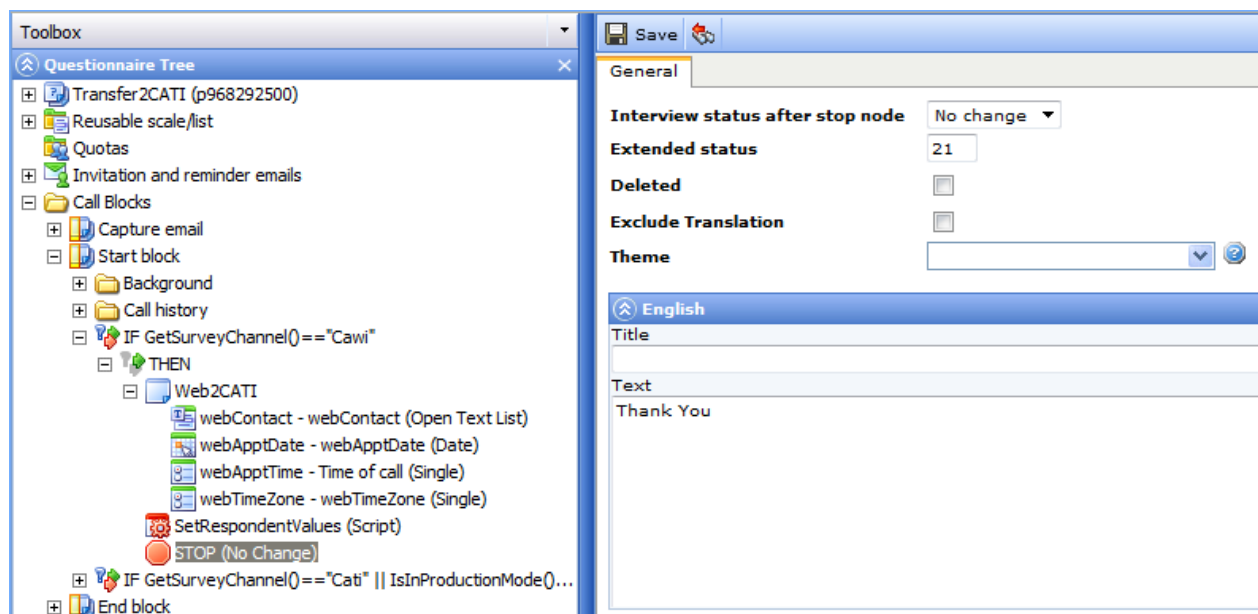 Toolbox
Questionnaire Tree
Transfer2CATI (p968292500)
Reusable scale/list
Quotas
Invitation and reminder emails
Call Blocks
Capture email
Start block
Background
Call history
IF GetSurveyChannel()=="Cawi"
THEN
Web2CATI
webContact - webContact (Open Text List)
webApptDate - webApptDate (Date)
webApptTime - Time of call (Single)
webTimeZone - webTimeZone (Single)
SetRespondentValues (Script)
STOP (No Change)
IF GetSurveyChannel()=="Cati" || IsInProductionMode()...
End block
Save
General
Interview status after stop node No change
Extended status 21
Deleted
Exclude Translation
Theme
English
Title
Text
Thank You